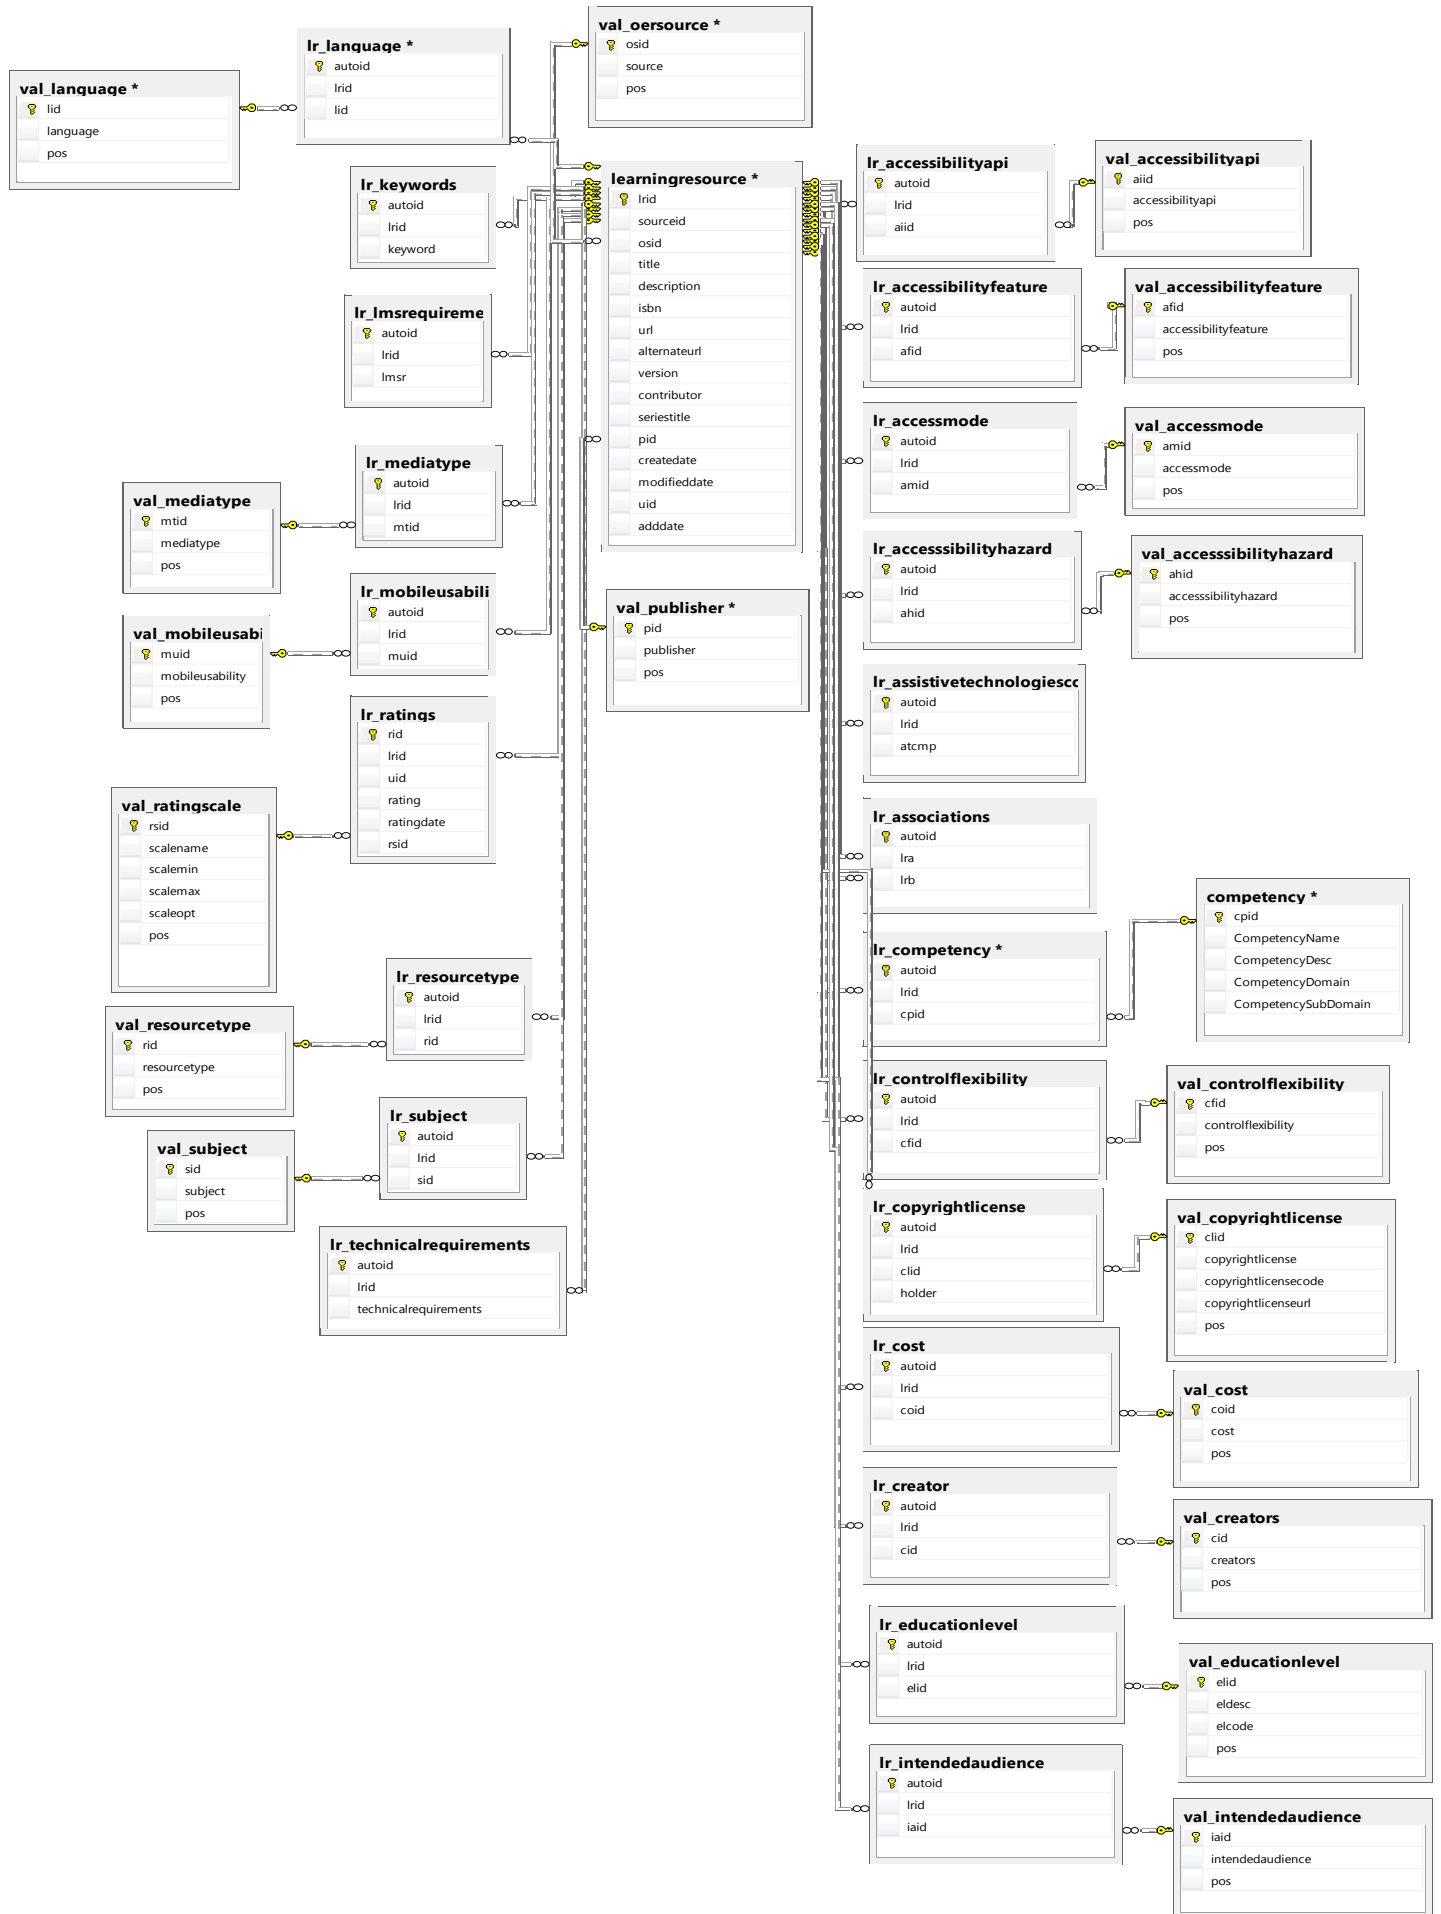 val_oersource *
osid
source
pos
lr_language *
autoid
lrid
lid
val_language *
lid
language
pos
lr_keywords
autoid
lrid
keyword
lr_lmsrequireme
autoid
lrid
lmsr
lr_mediatype
autoid
lrid
mtid
val_mediatype
mtid
mediatype
pos
lr_mobileusabili
autoid
lrid
muid
val_mobileusabi
muid
mobileusability
pos
lr_ratings
rid
lrid
uid
rating
ratingdate
rsid
val_ratingscale
rsid
scalename
scalemin
scalemax
scaleopt
pos
lr_resourcetype
autoid
lrid
rid
val_resourcetype
rid
resourcetype
pos
lr_subject
autoid
lrid
sid
val_subject
sid
subject
pos
lr_technicalrequirements
autoid
lrid
technicalrequirements
learningresource *
lrid
sourceid
osid
title
description
isbn
url
alternateurl
version
contributor
seriestitle
pid
createdate
modifieddate
uid
adddate
val_publisher *
pid
publisher
pos
lr_accessibilityapi
autoid
lrid
aiid
val_accessibilityapi
aiid
accessibilityapi
pos
lr_accessibilityfeature
autoid
lrid
afid
val_accessibilityfeature
afid
accessibilityfeature
pos
lr_accessmode
autoid
lrid
amid
val_accessmode
amid
accessmode
pos
lr_accesssibilityhazard
autoid
lrid
ahid
val_accesssibilityhazard
ahid
accesssibilityhazard
pos
lr_assistivetechnologiesco
autoid
lrid
atcmp
lr_associations
autoid
lra
lrb
lr_competency *
autoid
lrid
cpid
competency *
cpid
CompetencyName
CompetencyDesc
CompetencyDomain
CompetencySubDomain
lr_controlflexibility
autoid
lrid
cfid
val_controlflexibility
cfid
controlflexibility
pos
lr_copyrightlicense
autoid
lrid
clid
holder
val_copyrightlicense
clid
copyrightlicense
copyrightlicensecode
copyrightlicenseurl
pos
lr_cost
autoid
lrid
coid
val_cost
coid
cost
pos
lr_creator
autoid
lrid
cid
val_creators
cid
creators
pos
lr_educationlevel
autoid
lrid
elid
val_educationlevel
elid
eldesc
elcode
pos
lr_intendedaudience
autoid
lrid
iaid
val_intendedaudience
iaid
intendedaudience
pos